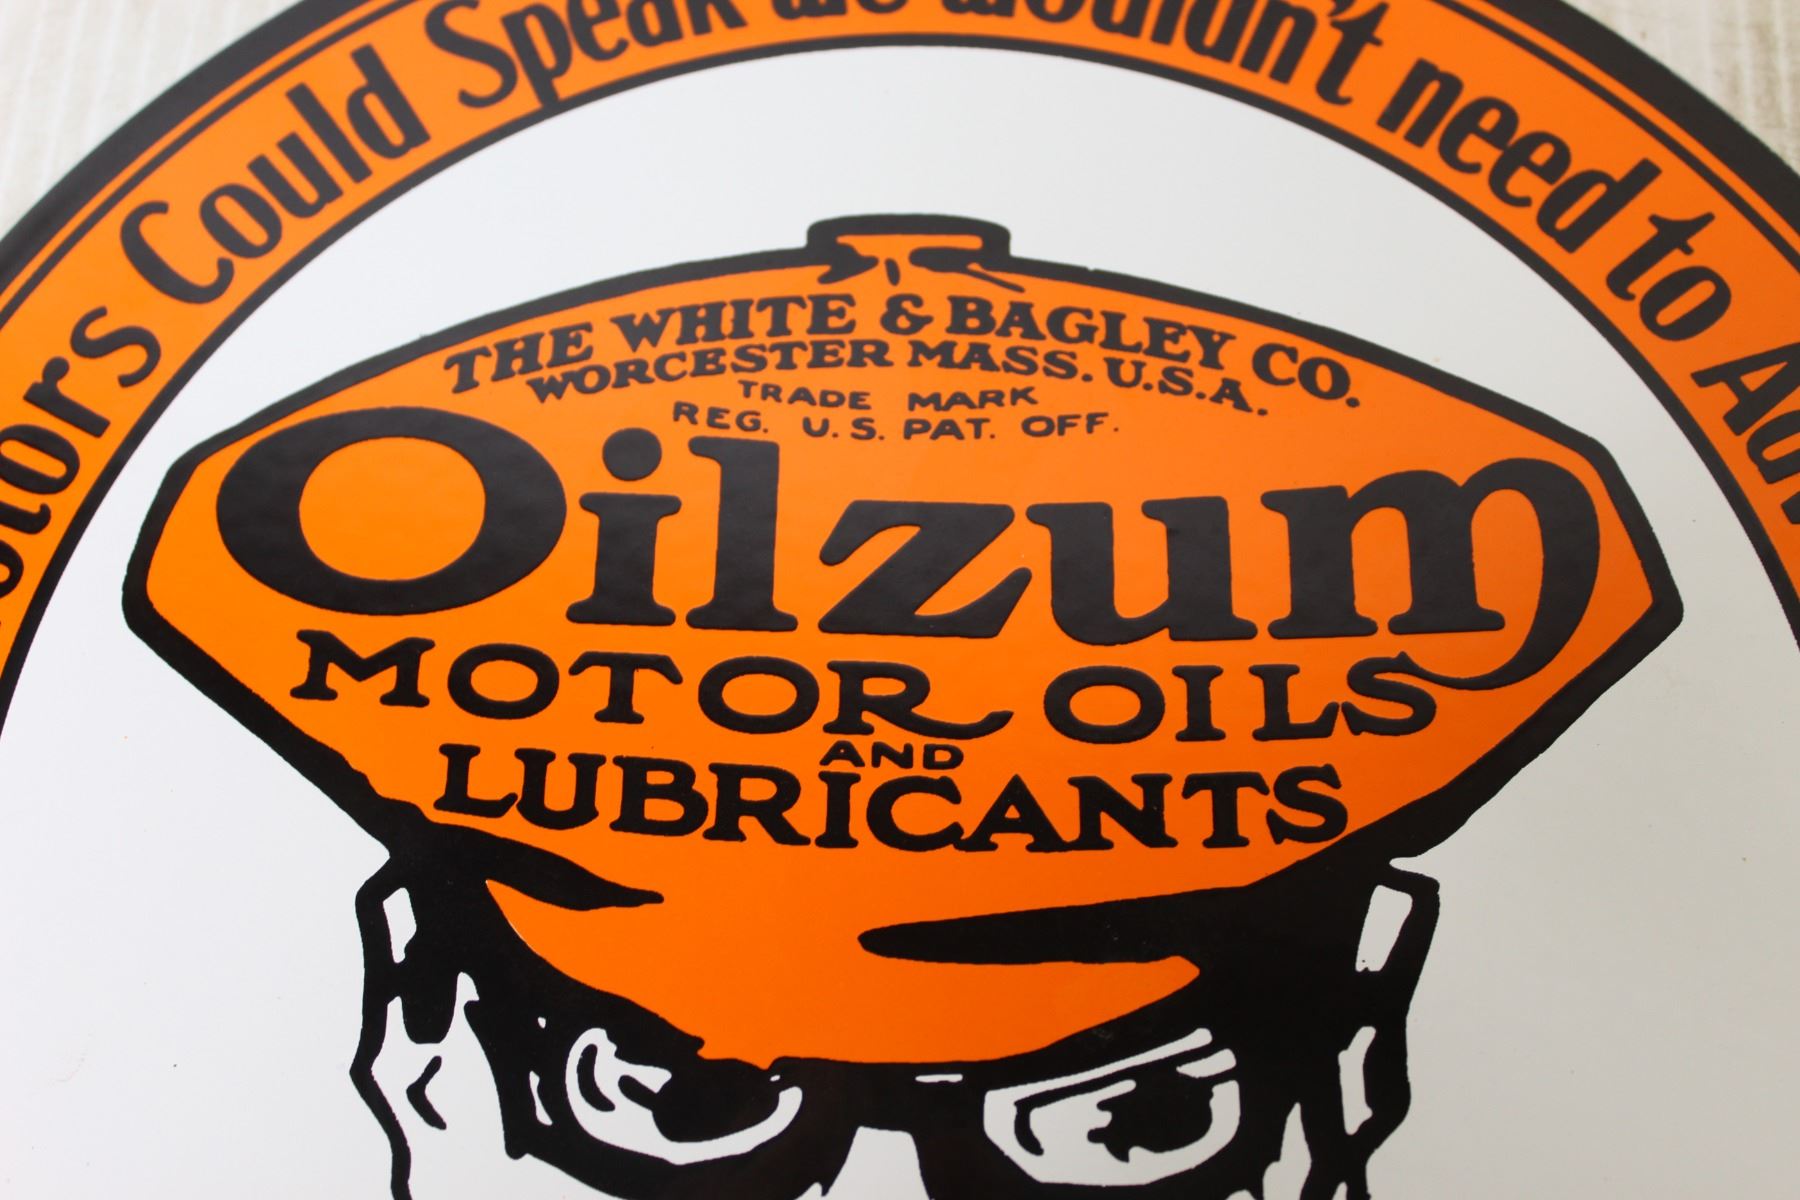 Could Speak we wouldn't need to
THE WHITE & BAGLEY CO.
WORCESTER MASS. U.S.A.
TRADE MARK
REG. U.S. PAT. OFF.
Oilzum
MOTOR OILS
AND
LUBRICANTS